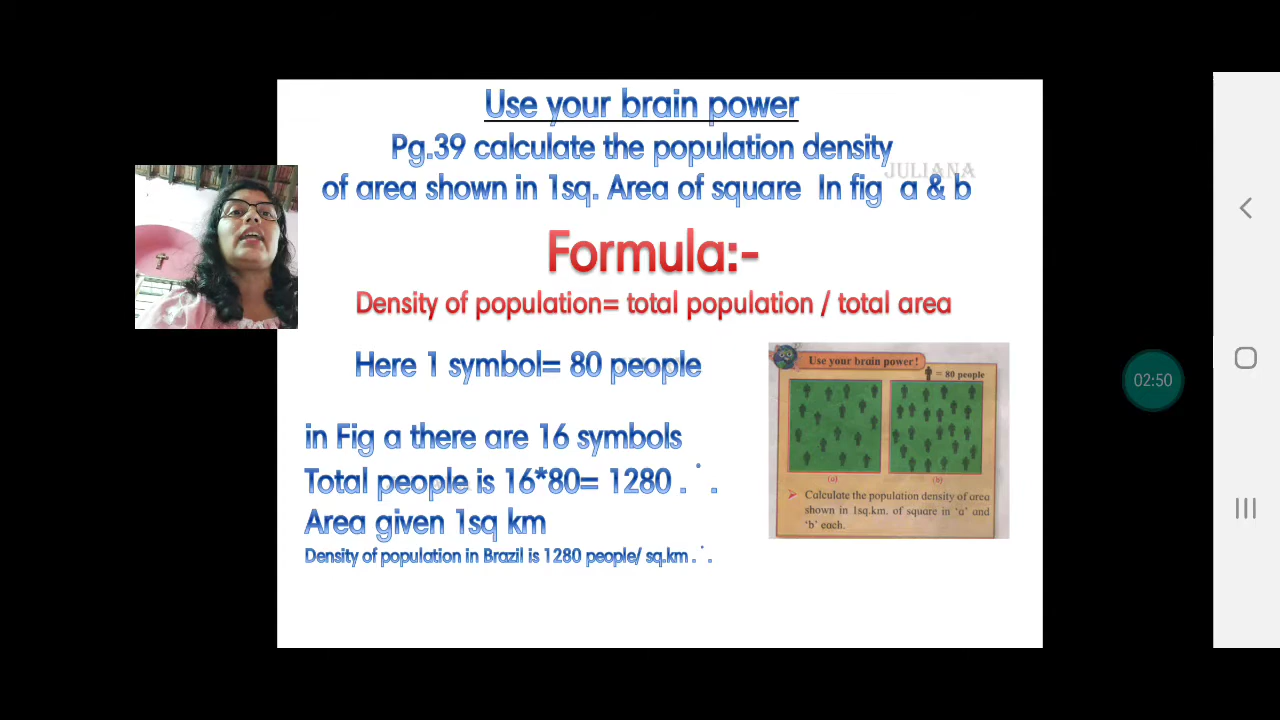 Use your brain power
Pg.39 calculate the population density
JULIANA
of area shown in 1sq. Area of square In fig a & b
Formula:-
Density of population= total population / total area
Here 1 symbol= 80 people
in Fig a there are 16 symbols
Total people is 16*80= 1280 . ˙ .
Area given 1sq km
Density of population in Brazil is 1280 people/ sq.km . ˙ .
Use your brain power!
= 80 people
(a) (b)
➤ Calculate the population density of area
shown in 1sq.km. of square in 'a' and
'b' each.
02:50